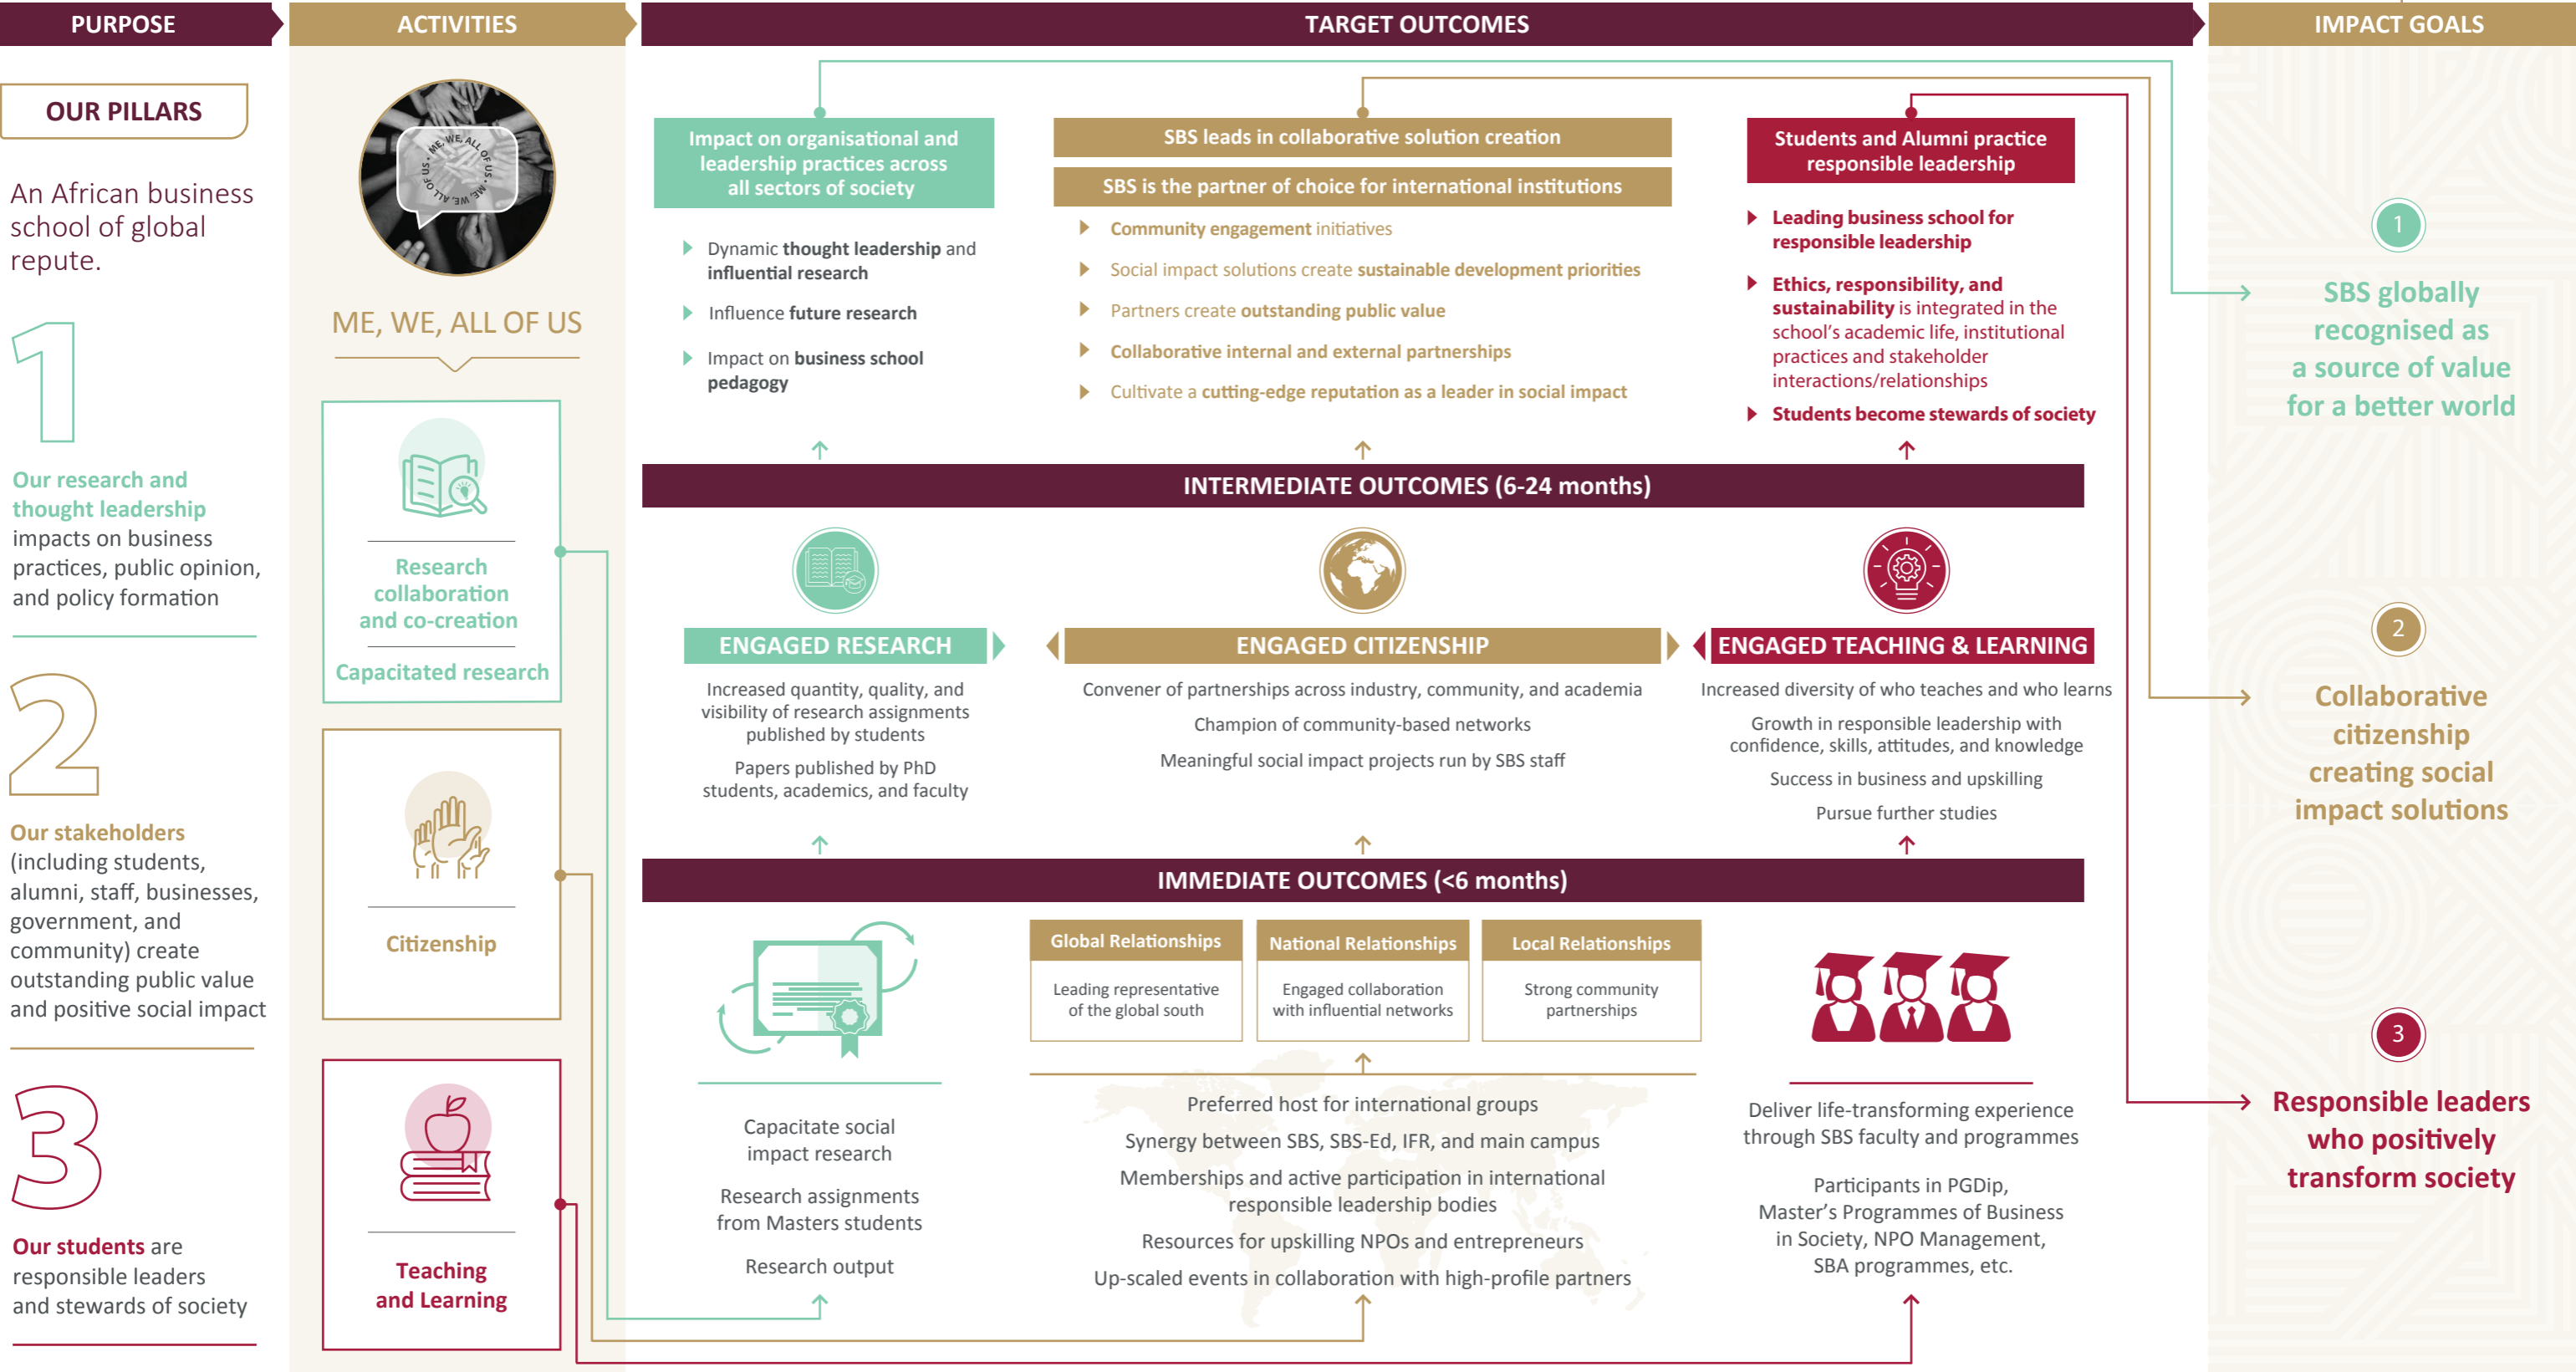 PURPOSE
ACTIVITIES
TARGET OUTCOMES
IMPACT GOALS
OUR PILLARS
An African business
school of global
repute.
1
Our research and
thought leadership
impacts on business
practices, public opinion,
and policy formation
2
Our stakeholders
(including students,
alumni, staff, businesses,
government, and
community) create
outstanding public value
and positive social impact
3
Our students are
responsible leaders
and stewards of society
ME, WE, ALL OF US • ME, WE, ALL OF US •
ME, WE, ALL OF US
Research
collaboration
and co-creation
Capacitated research
Citizenship
Teaching
and Learning
Impact on organisational and
leadership practices across
all sectors of society
Dynamic thought leadership and
influential research
Influence future research
Impact on business school
pedagogy
SBS leads in collaborative solution creation
SBS is the partner of choice for international institutions
Community engagement initiatives
Social impact solutions create sustainable development priorities
Partners create outstanding public value
Collaborative internal and external partnerships
Cultivate a cutting-edge reputation as a leader in social impact
Students and Alumni practice
responsible leadership
Leading business school for
responsible leadership
Ethics, responsibility, and
sustainability is integrated in the
school's academic life, institutional
practices and stakeholder
interactions/relationships
Students become stewards of society
INTERMEDIATE OUTCOMES (6-24 months)
ENGAGED RESEARCH
Increased quantity, quality, and
visibility of research assignments
published by students
Papers published by PhD
students, academics, and faculty
ENGAGED CITIZENSHIP
Convener of partnerships across industry, community, and academia
Champion of community-based networks
Meaningful social impact projects run by SBS staff
ENGAGED TEACHING & LEARNING
Increased diversity of who teaches and who learns
Growth in responsible leadership with
confidence, skills, attitudes, and knowledge
Success in business and upskilling
Pursue further studies
IMMEDIATE OUTCOMES (<6 months)
Capacitate social
impact research
Research assignments
from Masters students
Research output
Global Relationships
Leading representative
of the global south
National Relationships
Engaged collaboration
with influential networks
Local Relationships
Strong community
partnerships
Preferred host for international groups
Synergy between SBS, SBS-Ed, IFR, and main campus
Memberships and active participation in international
responsible leadership bodies
Resources for upskilling NPOs and entrepreneurs
Up-scaled events in collaboration with high-profile partners
Deliver life-transforming experience
through SBS faculty and programmes
Participants in PGDip,
Master's Programmes of Business
in Society, NPO Management,
SBA programmes, etc.
1
SBS globally
recognised as
a source of value
for a better world
2
Collaborative
citizenship
creating social
impact solutions
3
Responsible leaders
who positively
transform society